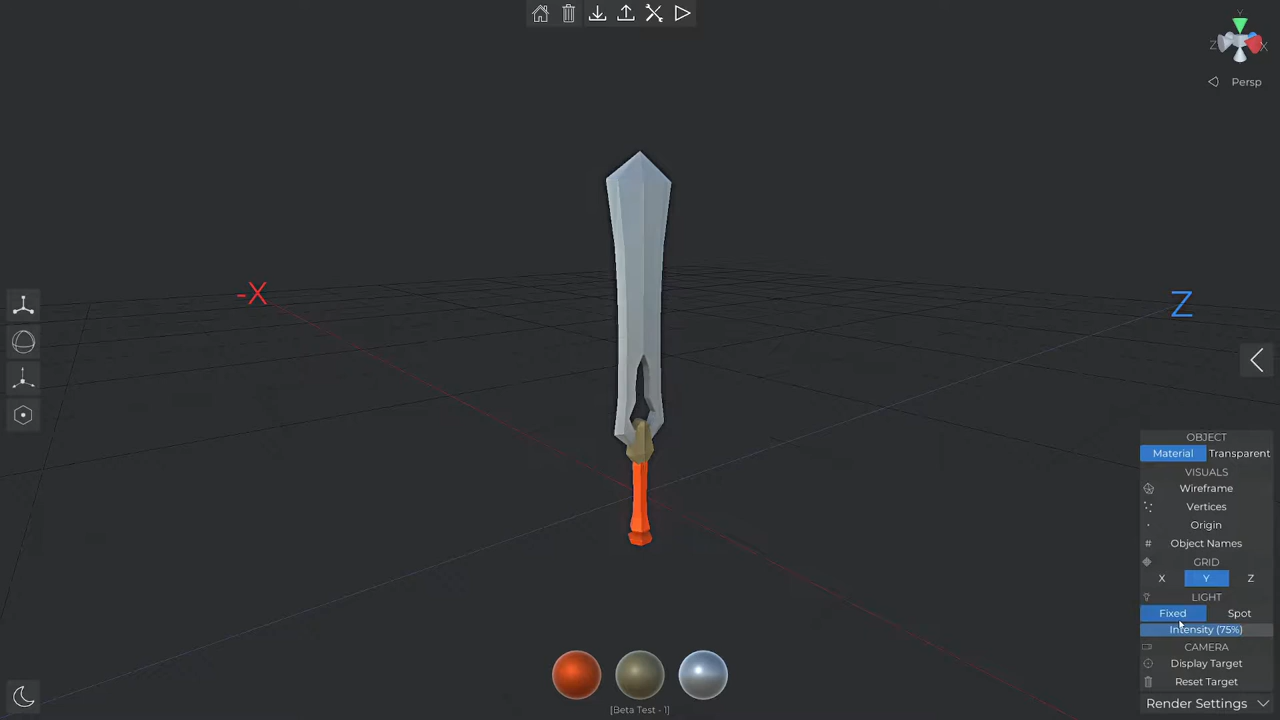 Y
Z
X
Persp
-X
Z
OBJECT
Material Transparent
VISUALS
Wireframe
Vertices
Origin
# Object Names
GRID
X Y Z
LIGHT
Fixed Spot
Intensity (75%)
CAMERA
Display Target
Reset Target
Render Settings
[Beta Test - 1]